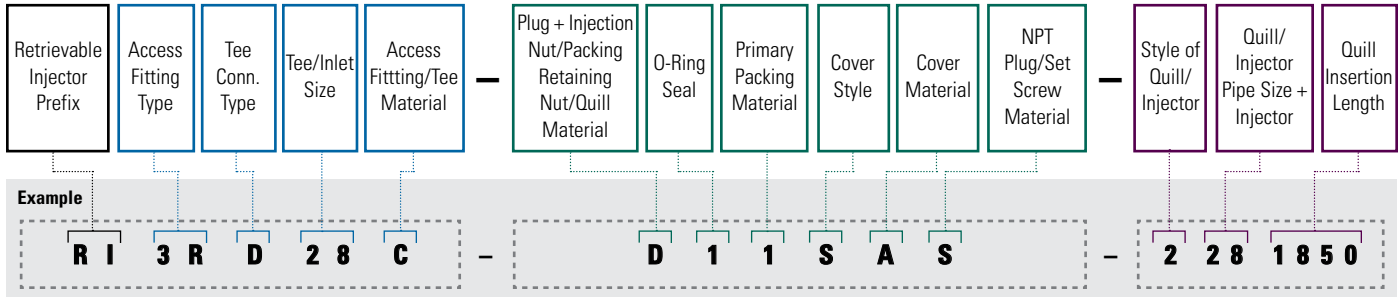 Retrievable
Injector
Prefix
Access
Fitting
Type
Tee
Conn.
Type
Tee/Inlet
Size
Access
Fittting/Tee
Material
–
Plug + Injection
Nut/Packing
Retaining
Nut/Quill
Material
O-Ring
Seal
Primary
Packing
Material
Cover
Style
Cover
Material
NPT
Plug/Set
Screw
Material
–
Style of
Quill/
Injector
Quill/
Injector
Pipe Size +
Injector
Quill
Insertion
Length
Example
R I 3 R D 2 8 C – D 1 1 S A S – 2 2 8 1 8 5 0